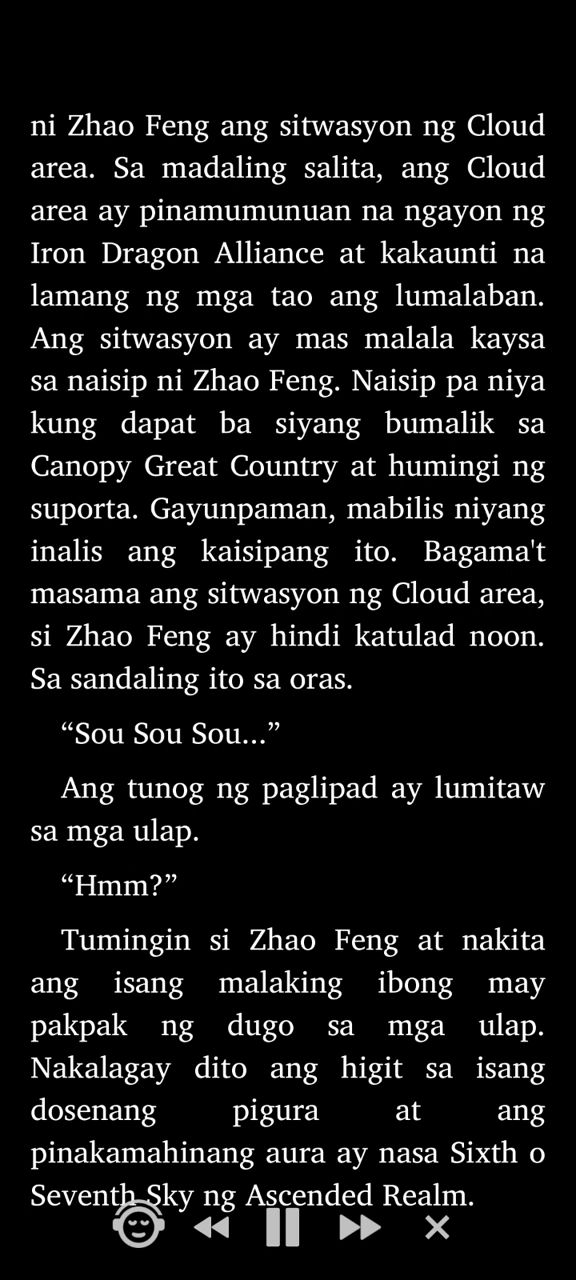 ni Zhao Feng ang sitwasyon ng Cloud
area. Sa madaling salita, ang Cloud
area ay pinamumunuan na ngayon ng
Iron Dragon Alliance at kakaunti na
lamang ng mga tao ang lumalaban.
Ang sitwasyon ay mas malala kaysa
sa naisip ni Zhao Feng. Naisip pa niya
kung dapat ba siyang bumalik sa
Canopy Great Country at humingi ng
suporta. Gayunpaman, mabilis niyang
inalis ang kaisipang ito. Bagama't
masama ang sitwasyon ng Cloud area,
si Zhao Feng ay hindi katulad noon.
Sa sandaling ito sa oras.
“Sou Sou Sou...”
Ang tunog ng paglipad ay lumitaw
sa mga ulap.
“Hmm?”
Tumingin si Zhao Feng at nakita
ang isang malaking ibong may
pakpak ng dugo sa mga ulap.
Nakalagay dito ang higit sa isang
dosenang pigura at ang
pinakamahinang aura ay nasa Sixth o
Seventh Sky ng Ascended Realm.